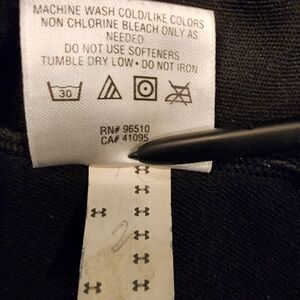 MACHINE WASH COLD/LIKE COLORS
NON CHLORINE BLEACH ONLY AS
NEEDED
DO NOT USE SOFTENERS
TUMBLE DRY LOW • DO NOT IRON
30
RN# 96510
CA# 41095